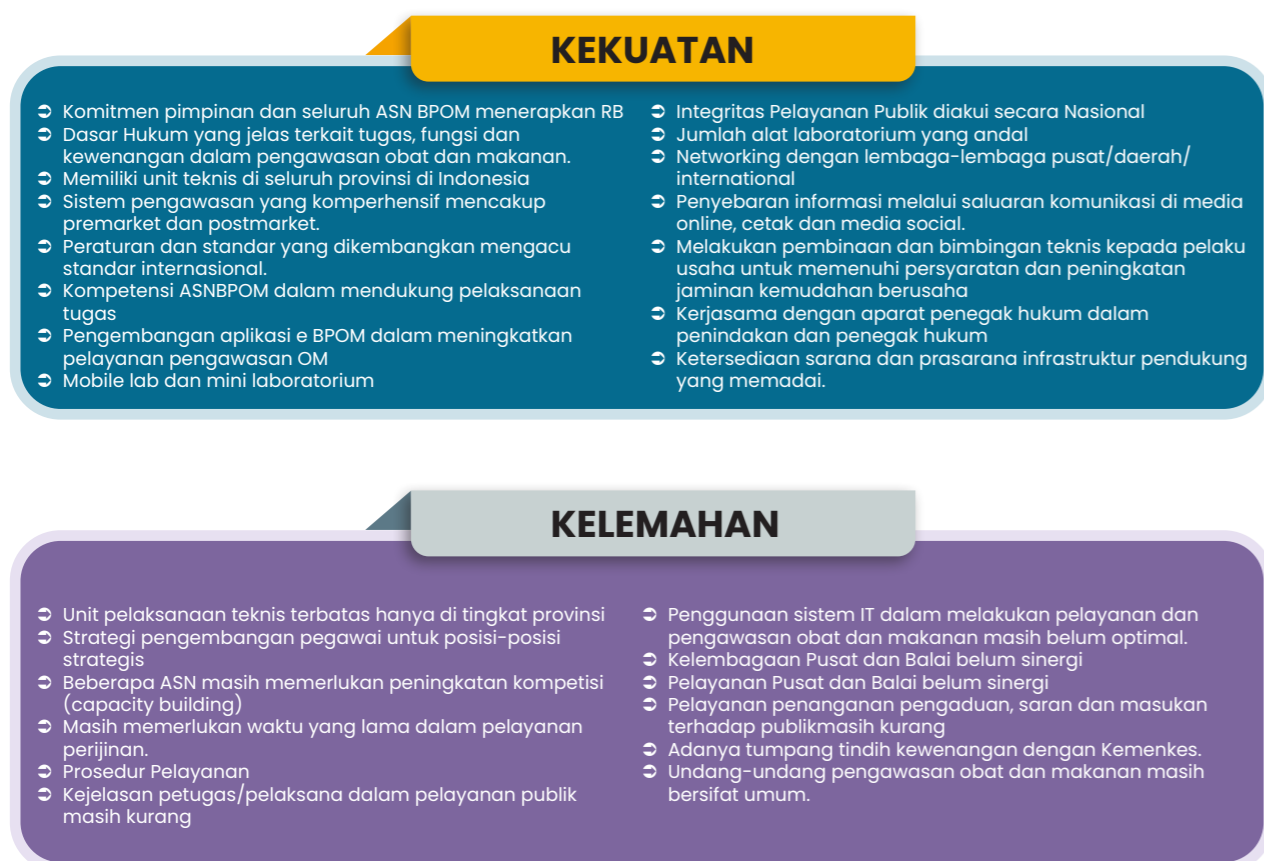 KEKUATAN
Komitmen pimpinan dan seluruh ASN BPOM menerapkan RB
Dasar Hukum yang jelas terkait tugas, fungsi dan
kewenangan dalam pengawasan obat dan makanan.
Memiliki unit teknis di seluruh provinsi di Indonesia
Sistem pengawasan yang komperhensif mencakup
premarket dan postmarket.
Peraturan dan standar yang dikembangkan mengacu
standar internasional.
Kompetensi ASNBPOM dalam mendukung pelaksanaan
tugas
Pengembangan aplikasi e BPOM dalam meningkatkan
pelayanan pengawasan OM
Mobile lab dan mini laboratorium
Integritas Pelayanan Publik diakui secara Nasional
Jumlah alat laboratorium yang andal
Networking dengan lembaga-lembaga pusat/daerah/
international
Penyebaran informasi melalui saluaran komunikasi di media
online, cetak dan media social.
Melakukan pembinaan dan bimbingan teknis kepada pelaku
usaha untuk memenuhi persyaratan dan peningkatan
jaminan kemudahan berusaha
Kerjasama dengan aparat penegak hukum dalam
penindakan dan penegak hukum
Ketersediaan sarana dan prasarana infrastruktur pendukung
yang memadai.
KELEMAHAN
Unit pelaksanaan teknis terbatas hanya di tingkat provinsi
Strategi pengembangan pegawai untuk posisi-posisi
strategis
Beberapa ASN masih memerlukan peningkatan kompetisi
(capacity building)
Masih memerlukan waktu yang lama dalam pelayanan
perijinan.
Prosedur Pelayanan
Kejelasan petugas/pelaksana dalam pelayanan publik
masih kurang
Penggunaan sistem IT dalam melakukan pelayanan dan
pengawasan obat dan makanan masih belum optimal.
Kelembagaan Pusat dan Balai belum sinergi
Pelayanan Pusat dan Balai belum sinergi
Pelayanan penanganan pengaduan, saran dan masukan
terhadap publikmasih kurang
Adanya tumpang tindih kewenangan dengan Kemenkes.
Undang-undang pengawasan obat dan makanan masih
bersifat umum.